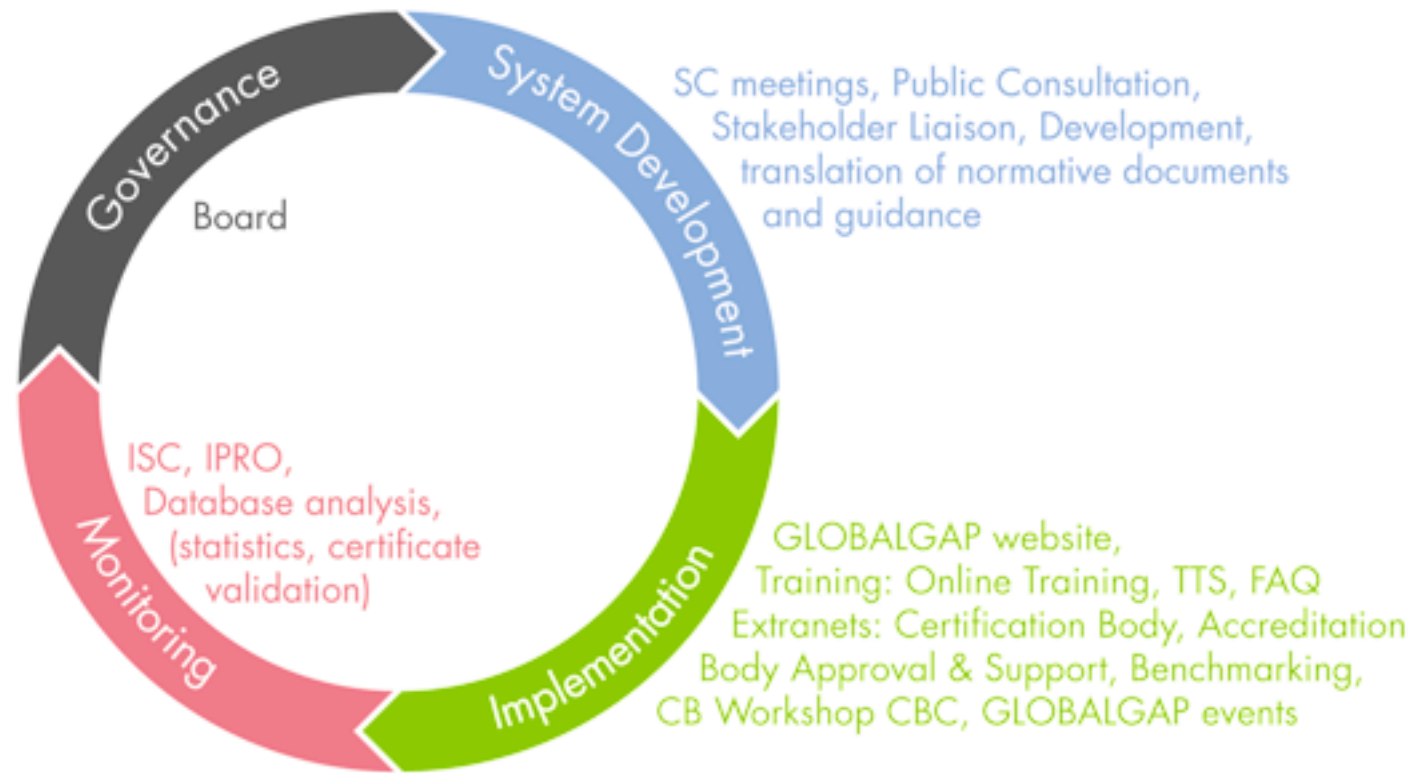 Governance
Board
System Development
SC meetings, Public Consultation,
Stakeholder Liaison, Development,
translation of normative documents
and guidance
Implementation
GLOBALGAP website,
Training: Online Training, TTS, FAQ
Extranets: Certification Body, Accreditation
Body Approval & Support, Benchmarking,
CB Workshop CBC, GLOBALGAP events
Monitoring
ISC, IPRO,
Database analysis,
(statistics, certificate
validation)